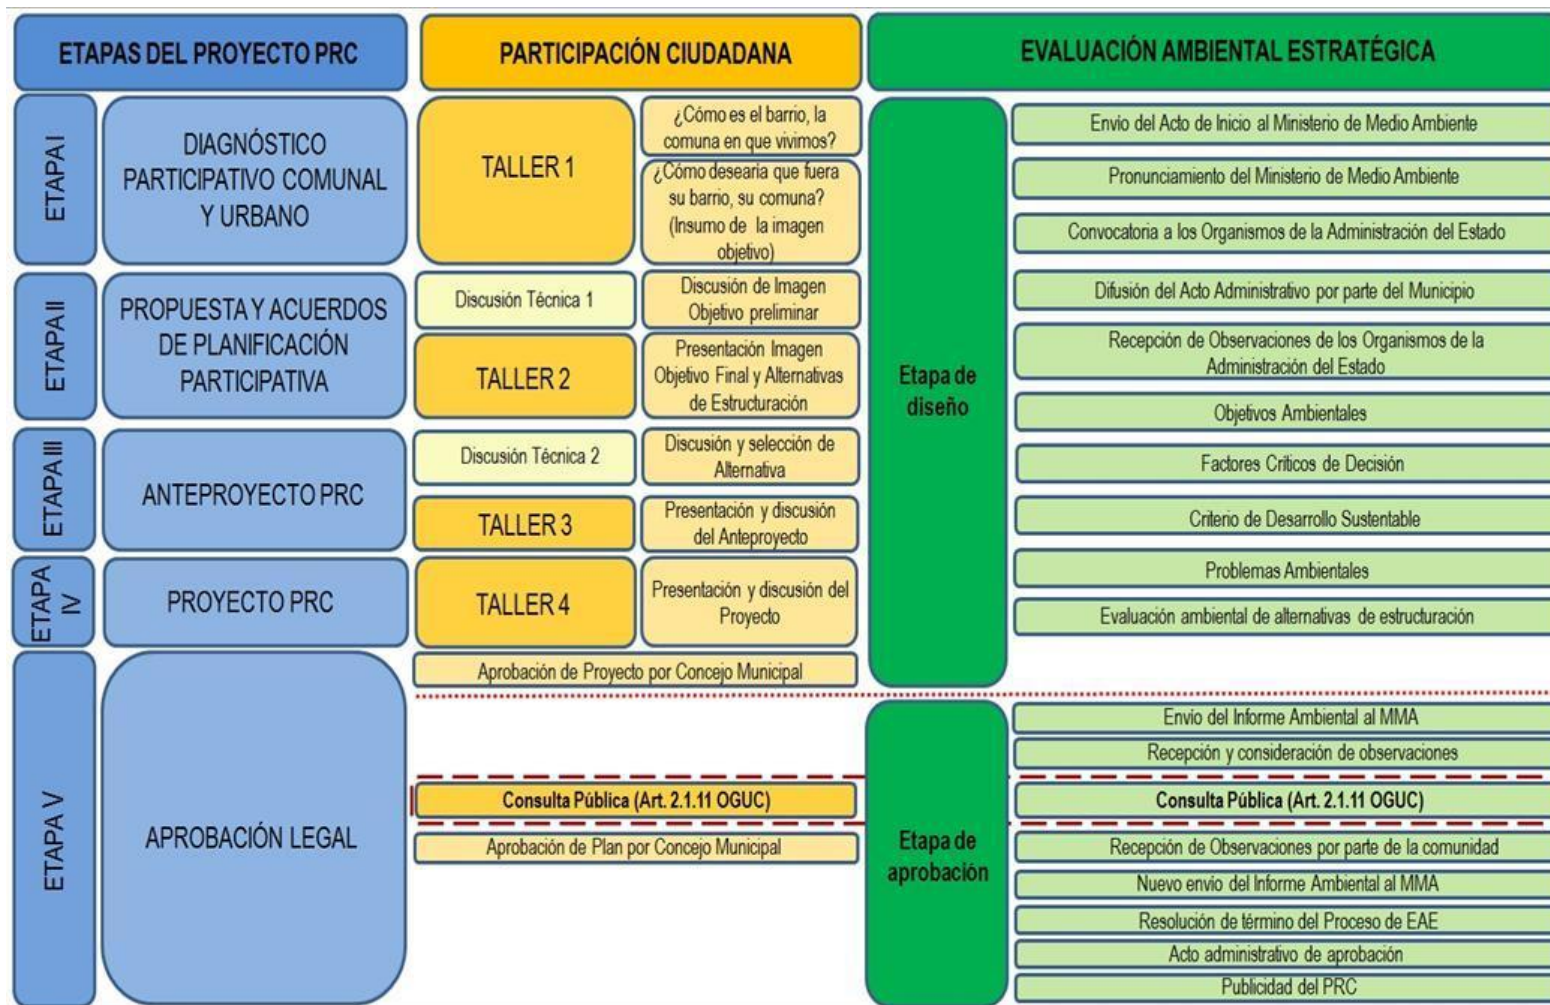 ETAPAS DEL PROYECTO PRC
PARTICIPACIÓN CIUDADANA
EVALUACIÓN AMBIENTAL ESTRATÉGICA
ETAPA I
DIAGNÓSTICO
PARTICIPATIVO COMUNAL
Y URBANO
TALLER 1
¿Cómo es el barrio, la
comuna en que vivimos?
¿Cómo desearía que fuera
su barrio, su comuna?
(Insumo de la imagen
objetivo)
ETAPA II
PROPUESTA Y ACUERDOS
DE PLANIFICACIÓN
PARTICIPATIVA
Discusión Técnica 1
Discusión de Imagen
Objetivo preliminar
TALLER 2
Presentación Imagen
Objetivo Final y Alternativas
de Estructuración
ETAPA III
ANTEPROYECTO PRC
Discusión Técnica 2
Discusión y selección de
Alternativa
TALLER 3
Presentación y discusión
del Anteproyecto
ETAPA
IV
PROYECTO PRC
TALLER 4
Presentación y discusión del
Proyecto
ETAPA V
APROBACIÓN LEGAL
Aprobación de Proyecto por Concejo Municipal
Consulta Pública (Art. 2.1.11 OGUC)
Aprobación de Plan por Concejo Municipal
Etapa de
diseño
Envío del Acto de Inicio al Ministerio de Medio Ambiente
Pronunciamiento del Ministerio de Medio Ambiente
Convocatoria a los Organismos de la Administración del Estado
Difusión del Acto Administrativo por parte del Municipio
Recepción de Observaciones de los Organismos de la
Administración del Estado
Objetivos Ambientales
Factores Críticos de Decisión
Criterio de Desarrollo Sustentable
Problemas Ambientales
Evaluación ambiental de alternativas de estructuración
Etapa de
aprobación
Envío del Informe Ambiental al MMA
Recepción y consideración de observaciones
Consulta Pública (Art. 2.1.11 OGUC)
Recepción de Observaciones por parte de la comunidad
Nuevo envío del Informe Ambiental al MMA
Resolución de término del Proceso de EAE
Acto administrativo de aprobación
Publicidad del PRC